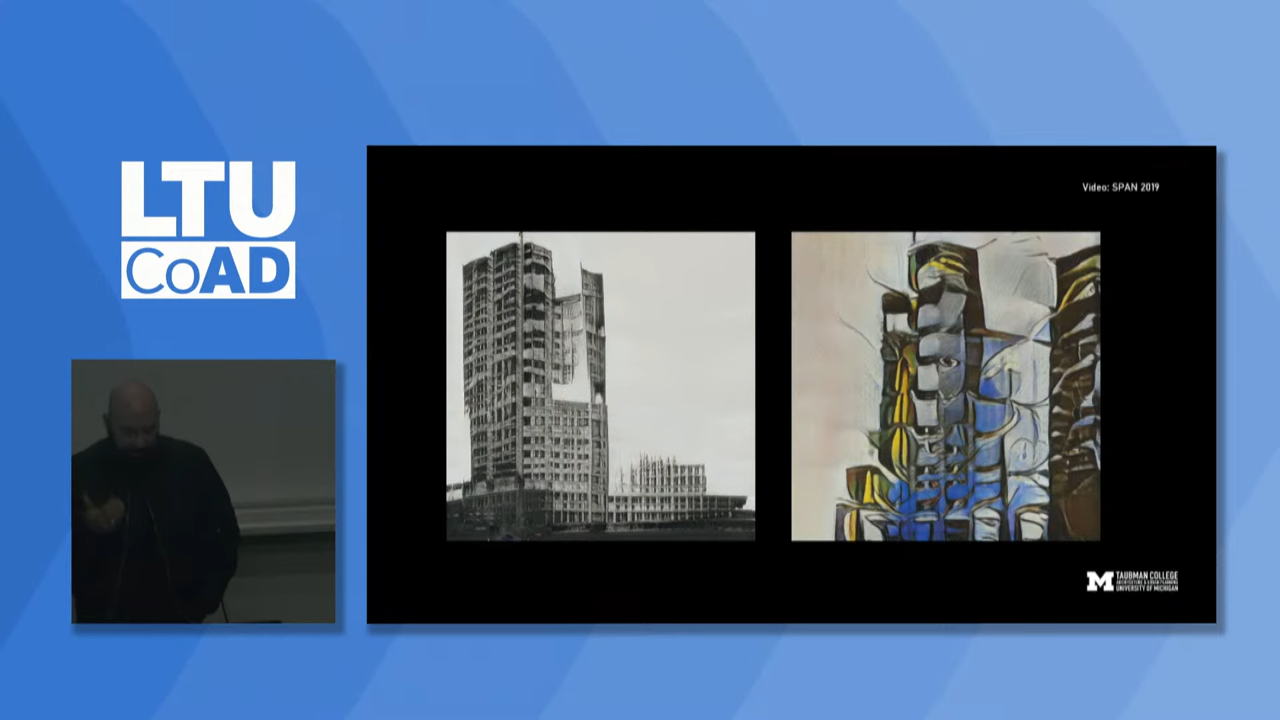 LTU
CoAD
Video: SPAN 2019
M
TAUBMAN COLLEGE
ARCHITECTURE & URBAN PLANNING
UNIVERSITY OF MICHIGAN